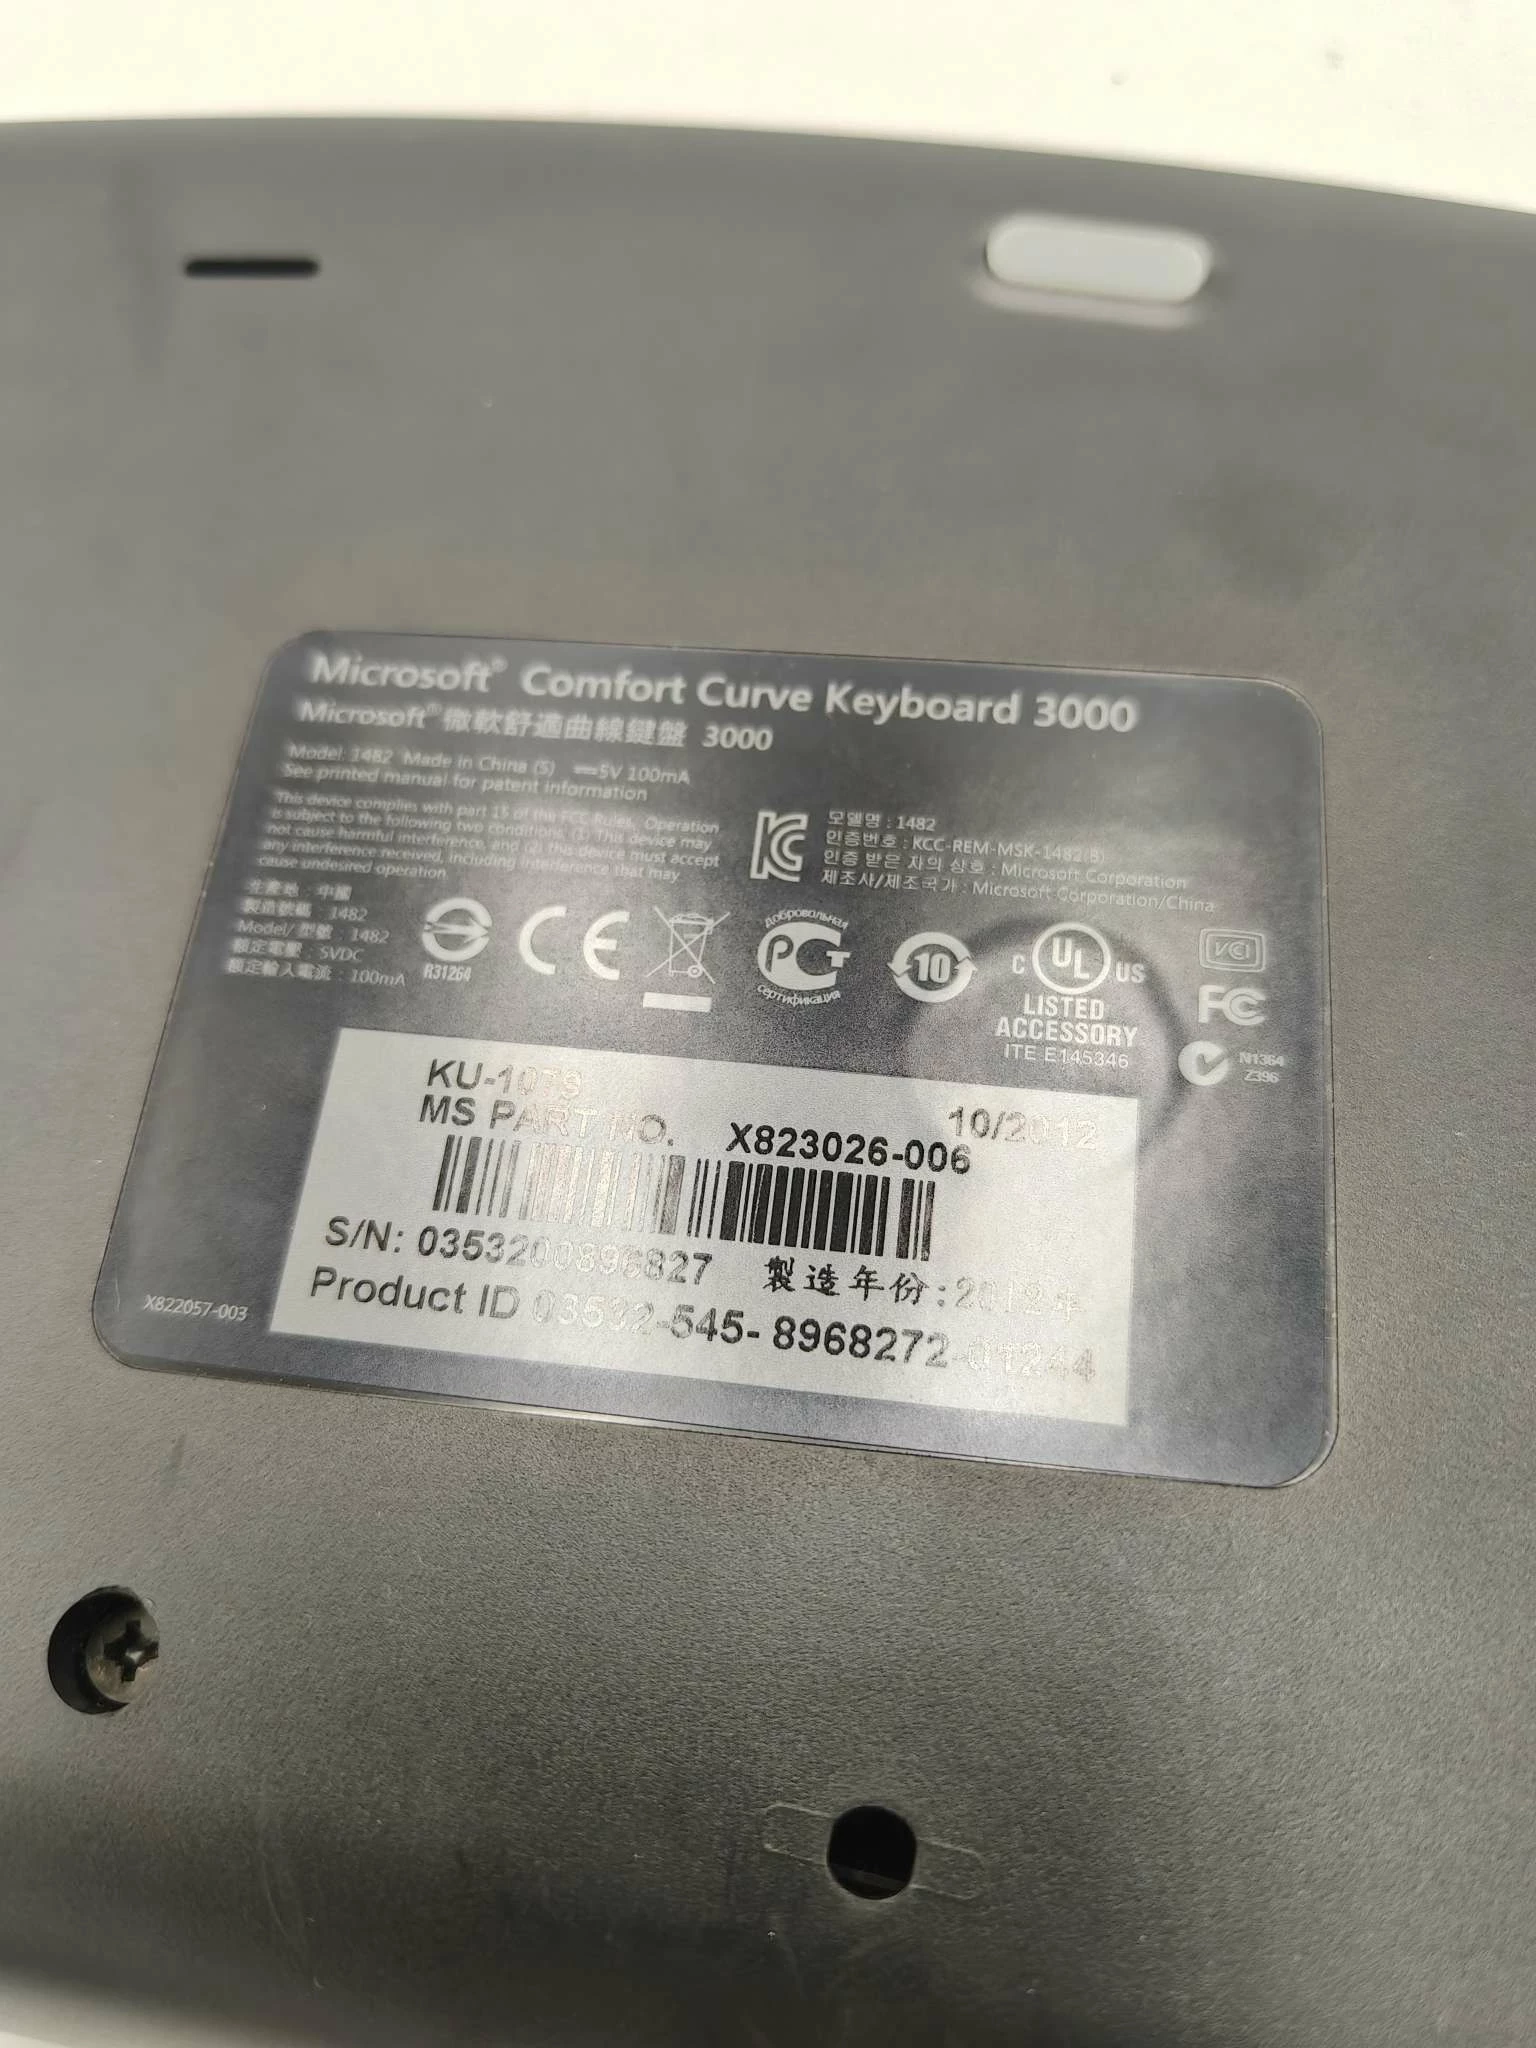 Microsoft® Comfort Curve Keyboard 3000
Microsoft®微軟舒適曲線鍵盤 3000
Model: 1482 Made in China (S) ⎓5V 100mA
See printed manual for patent information
This device complies with part 15 of the FCC Rules. Operation
is subject to the following two conditions: (1) This device may
not cause harmful interference, and (2) this device must accept
any interference received, including interference that may
cause undesired operation.
모델명 : 1482
인증번호 : KCC-REM-MSK-1482(B)
인증 받은 자의 상호 : Microsoft Corporation
제조사/제조국가 : Microsoft Corporation/China
生產地 : 中國
製造號碼 : 1482
Model/ 型號 : 1482
額定電壓 : 5VDC
額定輸入電流 : 100mA
R31264
CE
добровольная
РСТ
сертификация
10
C UL US
LISTED
ACCESSORY
ITE E145346
VCI
FC
N1364
Z396
KU-1079
10/2012
MS PART NO. X823026-006
S/N: 0353200896827 製造年份:2012年
Product ID 03532-545-8968272-01244
X822057-003